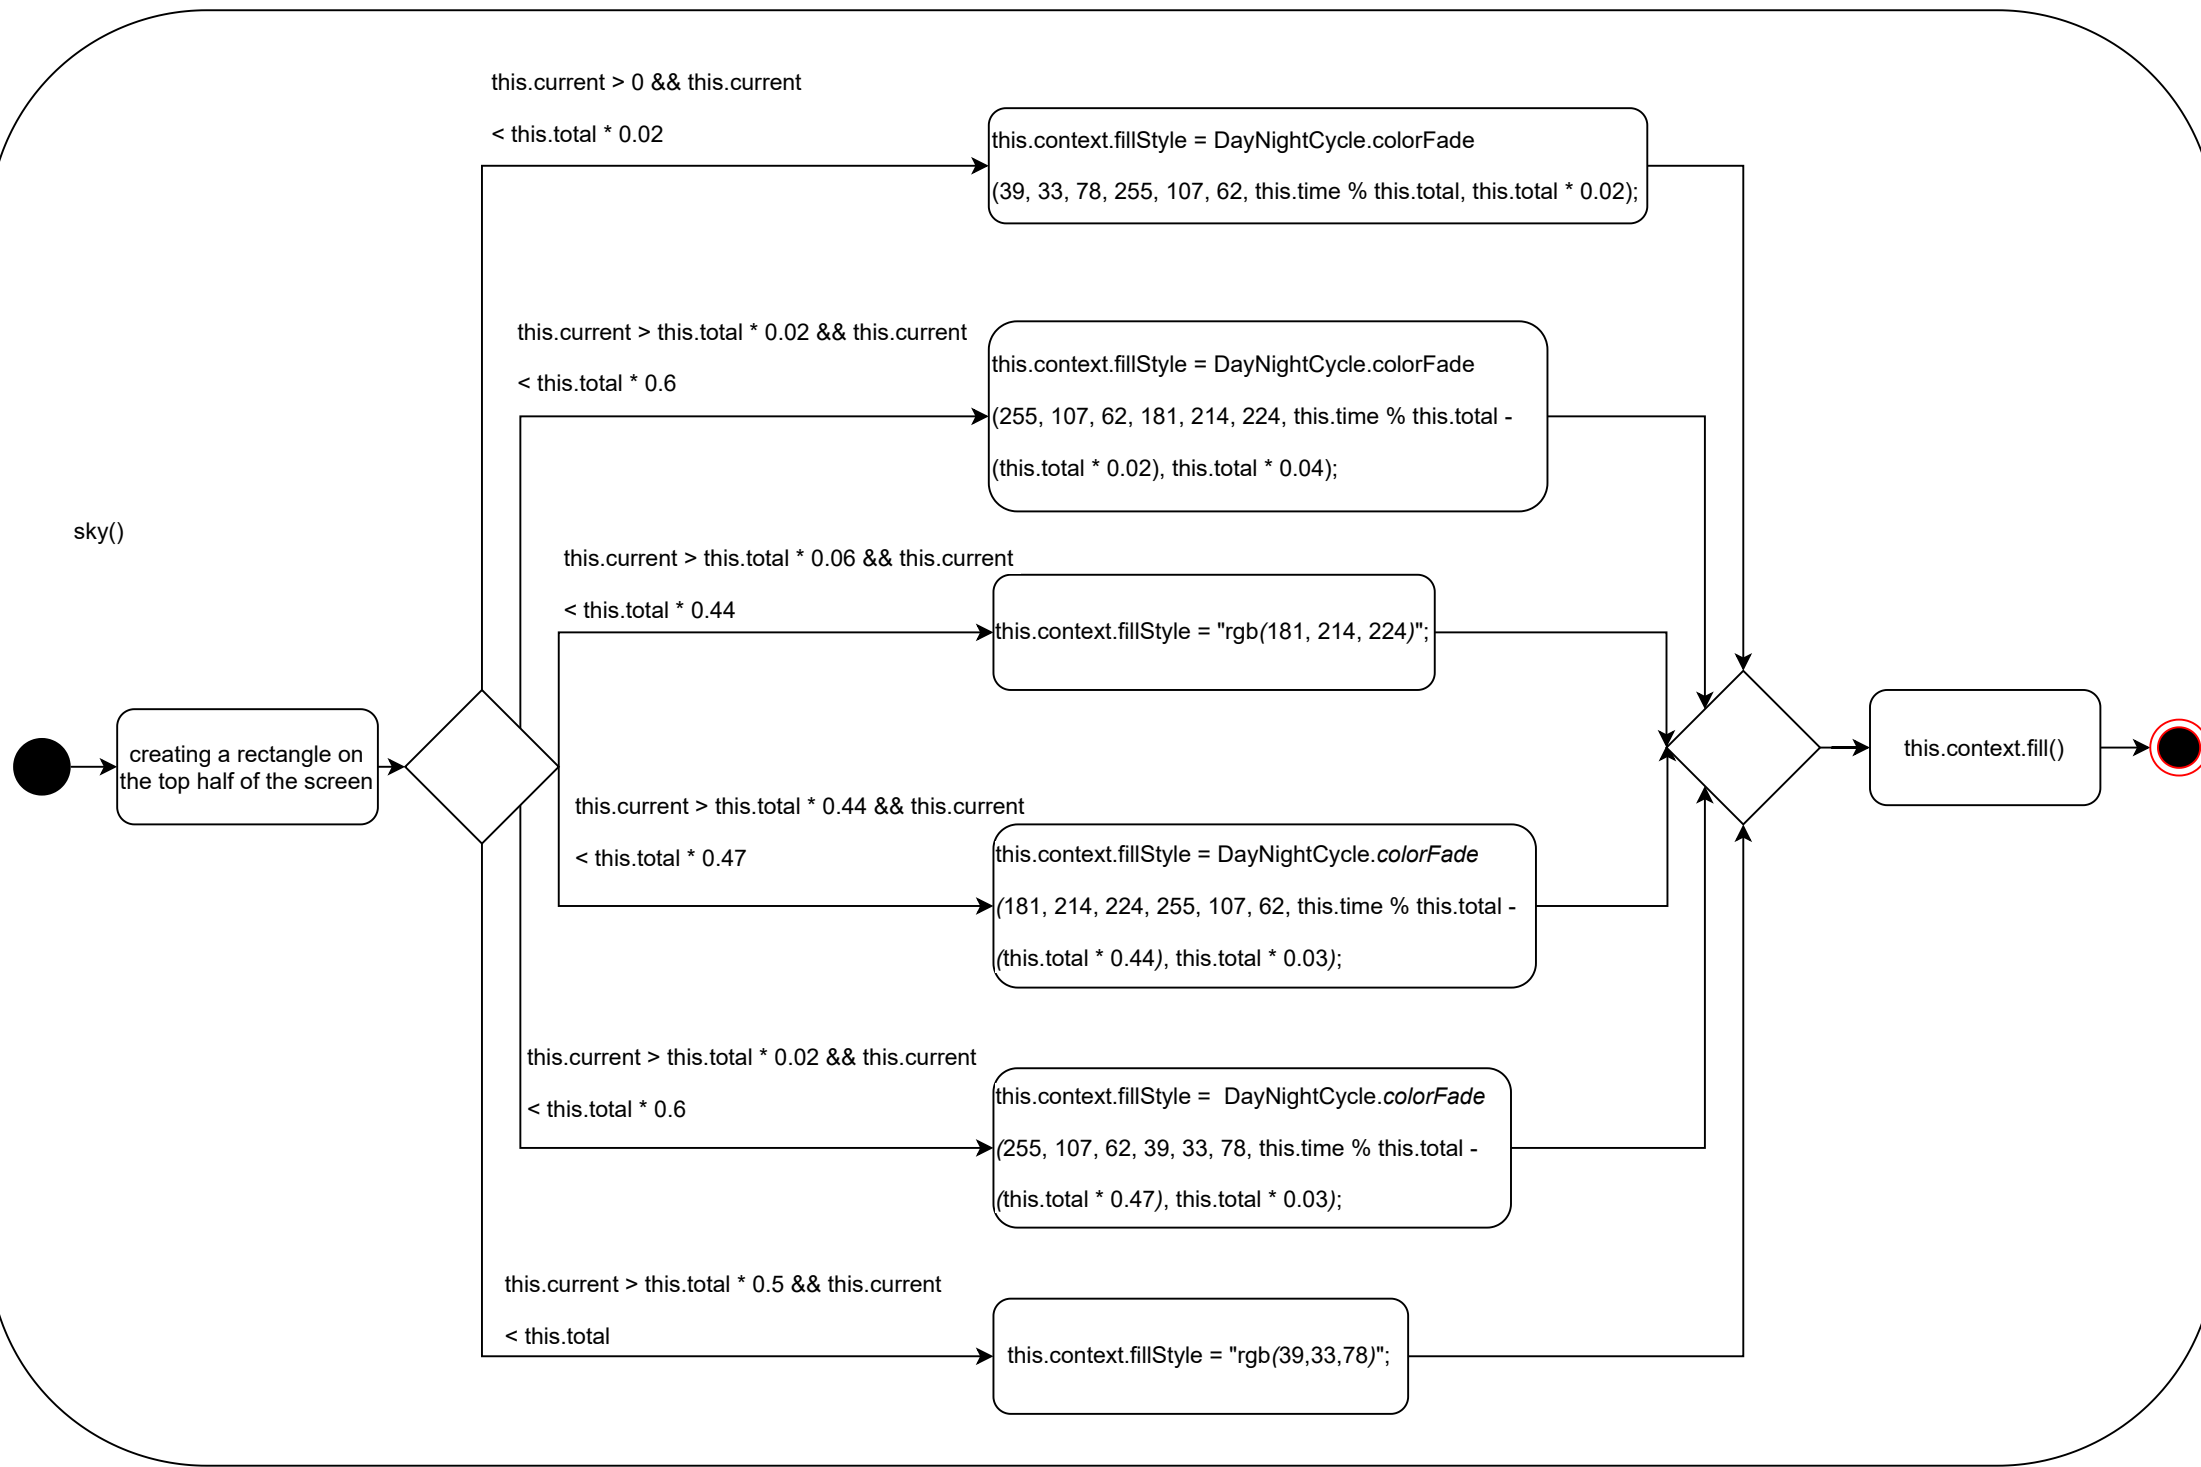 this.current > 0 && this.current
< this.total * 0.02
this.context.fillStyle = DayNightCycle.colorFade
(39, 33, 78, 255, 107, 62, this.time % this.total, this.total * 0.02);
this.current > this.total * 0.02 && this.current
< this.total * 0.6
this.context.fillStyle = DayNightCycle.colorFade
(255, 107, 62, 181, 214, 224, this.time % this.total -
(this.total * 0.02), this.total * 0.04);
sky()
this.current > this.total * 0.06 && this.current
< this.total * 0.44
this.context.fillStyle = "rgb(181, 214, 224)";
creating a rectangle on
the top half of the screen
this.context.fill()
this.current > this.total * 0.44 && this.current
< this.total * 0.47
this.context.fillStyle = DayNightCycle.colorFade
(181, 214, 224, 255, 107, 62, this.time % this.total -
(this.total * 0.44), this.total * 0.03);
this.current > this.total * 0.02 && this.current
< this.total * 0.6
this.context.fillStyle =  DayNightCycle.colorFade
(255, 107, 62, 39, 33, 78, this.time % this.total -
(this.total * 0.47), this.total * 0.03);
this.current > this.total * 0.5 && this.current
< this.total
this.context.fillStyle = "rgb(39,33,78)";